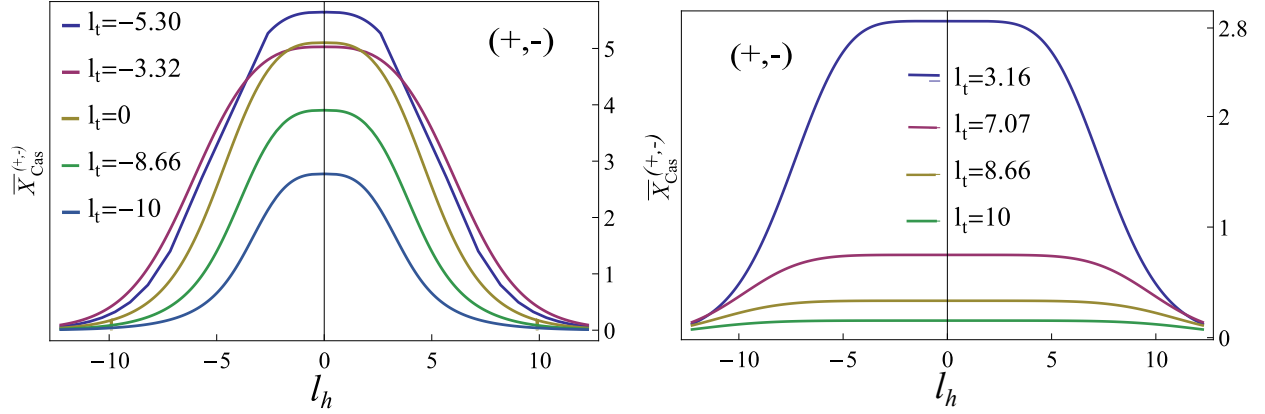 l_t=−5.30
l_t=−3.32
l_t=0
l_t=−8.66
l_t=−10
(+,-)
5
4
3
2
1
0
X̅_Cas^(+,-)
−10 −5 0 5 10
l_h
(+,-)
l_t=3.16
l_t=7.07
l_t=8.66
l_t=10
2.8
2
1
0
X̅_Cas^(+,-)
−10 −5 0 5 10
l_h